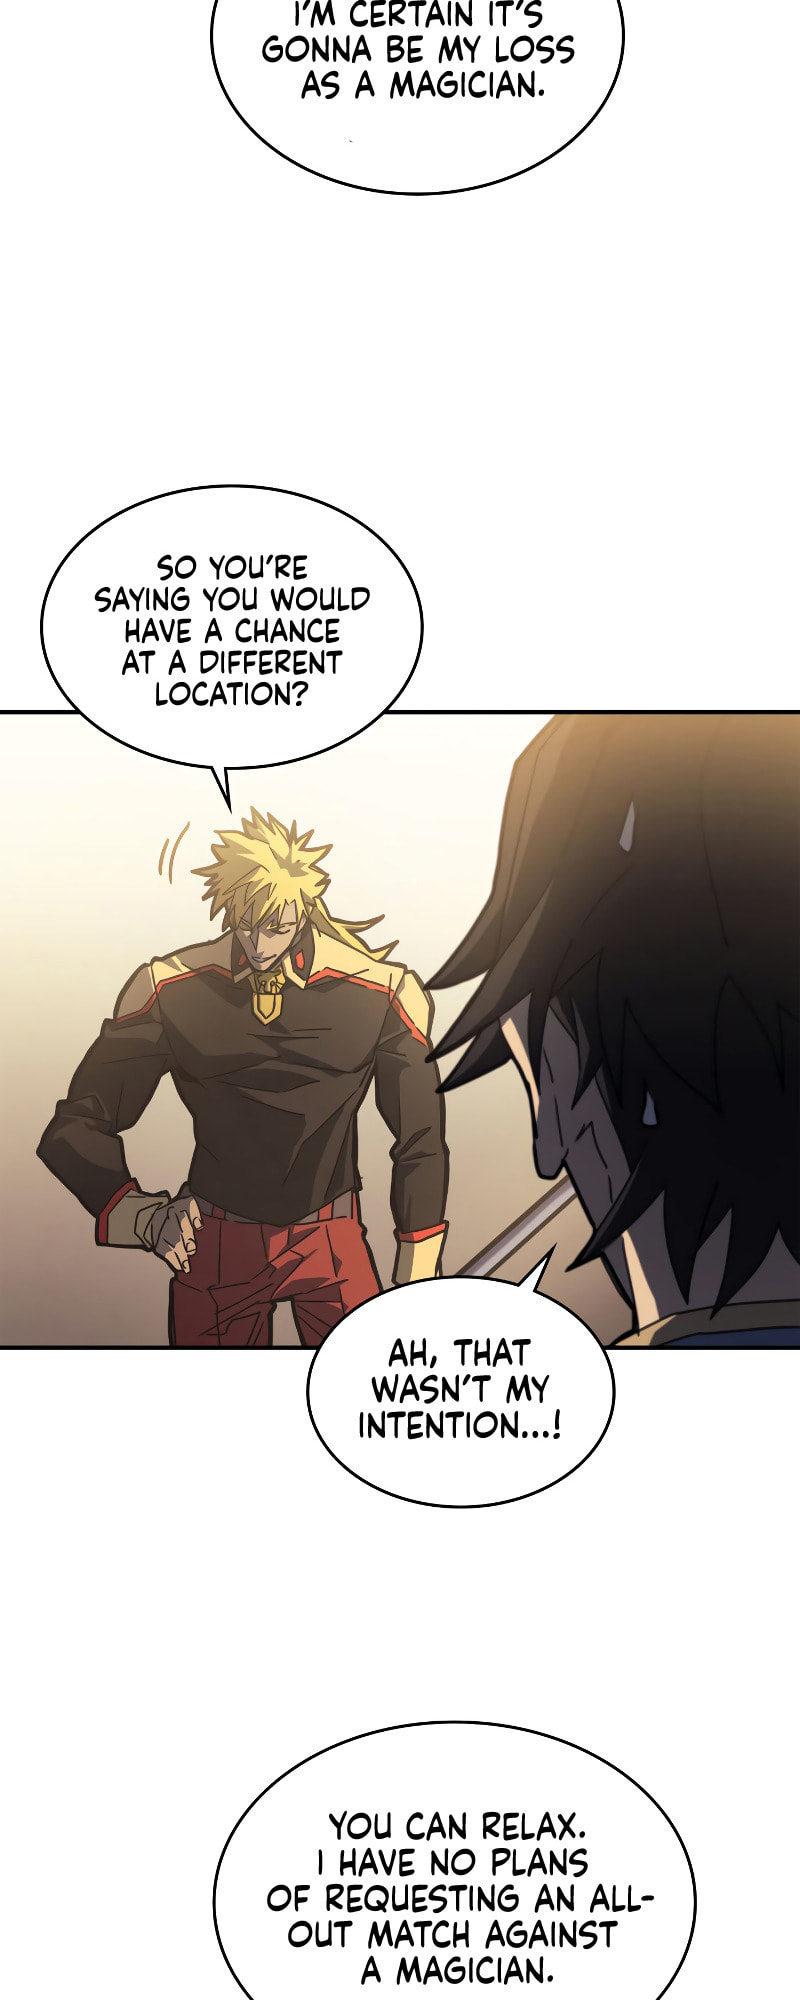 I'M CERTAIN IT'S
GONNA BE MY LOSS
AS A MAGICIAN.
SO YOU'RE
SAYING YOU WOULD
HAVE A CHANCE
AT A DIFFERENT
LOCATION?
AH, THAT
WASN'T MY
INTENTION...!
YOU CAN RELAX.
I HAVE NO PLANS
OF REQUESTING AN ALL-
OUT MATCH AGAINST
A MAGICIAN.